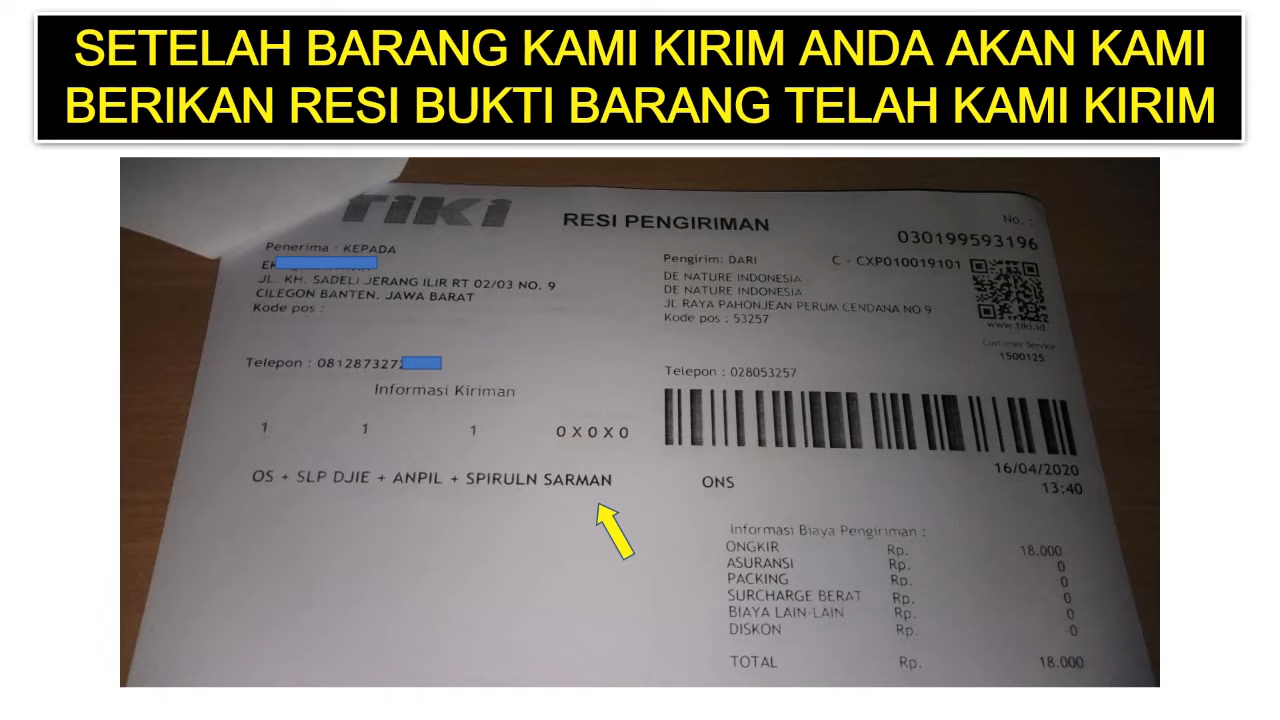 SETELAH BARANG KAMI KIRIM ANDA AKAN KAMI
BERIKAN RESI BUKTI BARANG TELAH KAMI KIRIM
TIKI
RESI PENGIRIMAN
No. :
030199593196
Penerima : KEPADA
JL. KH. SADELI JERANG ILIR RT 02/03 NO. 9
CILEGON BANTEN, JAWA BARAT
Kode pos :
Pengirim: DARI
C - CXP010019101
DE NATURE INDONESIA
DE NATURE INDONESIA
JL RAYA PAHONJEAN PERUM CENDANA NO 9
Kode pos : 53257
www.tiki.id
Customer Service
1500125
Telepon : 0812873272
Telepon : 028053257
Informasi Kiriman
1 1 1 0 X 0 X 0
16/04/2020
13:40
OS + SLP DJIE + ANPIL + SPIRULN SARMAN
ONS
Informasi Biaya Pengiriman :
ONGKIR Rp. 18.000
ASURANSI Rp. 0
PACKING Rp. 0
SURCHARGE BERAT Rp. 0
BIAYA LAIN-LAIN Rp. 0
DISKON Rp. -0
TOTAL Rp. 18.000